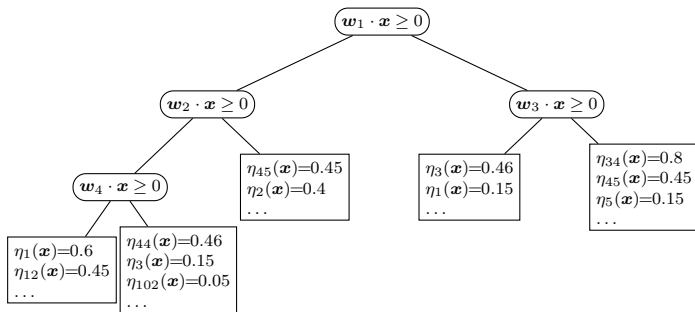 w₁ · x ≥ 0
w₂ · x ≥ 0
w₃ · x ≥ 0
w₄ · x ≥ 0
η₄₅(x)=0.45
η₂(x)=0.4
...
η₃(x)=0.46
η₁(x)=0.15
...
η₃₄(x)=0.8
η₄₅(x)=0.45
η₅(x)=0.15
...
η₁(x)=0.6
η₁₂(x)=0.45
...
η₄₄(x)=0.46
η₃(x)=0.15
η₁₀₂(x)=0.05
...